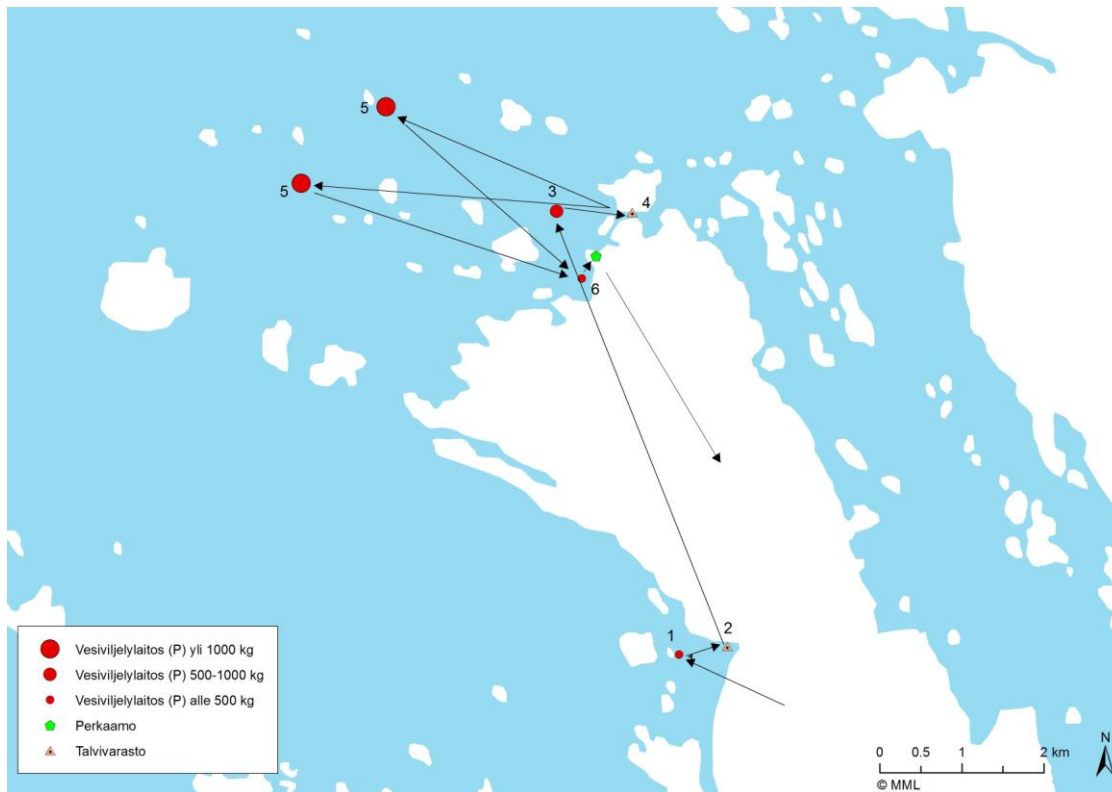 5
5
3
4
6
1
2
Vesiviljelylaitos (P) yli 1000 kg
Vesiviljelylaitos (P) 500-1000 kg
Vesiviljelylaitos (P) alle 500 kg
Perkaamo
Talvivarasto
N
0 0.5 1 2 km
© MML